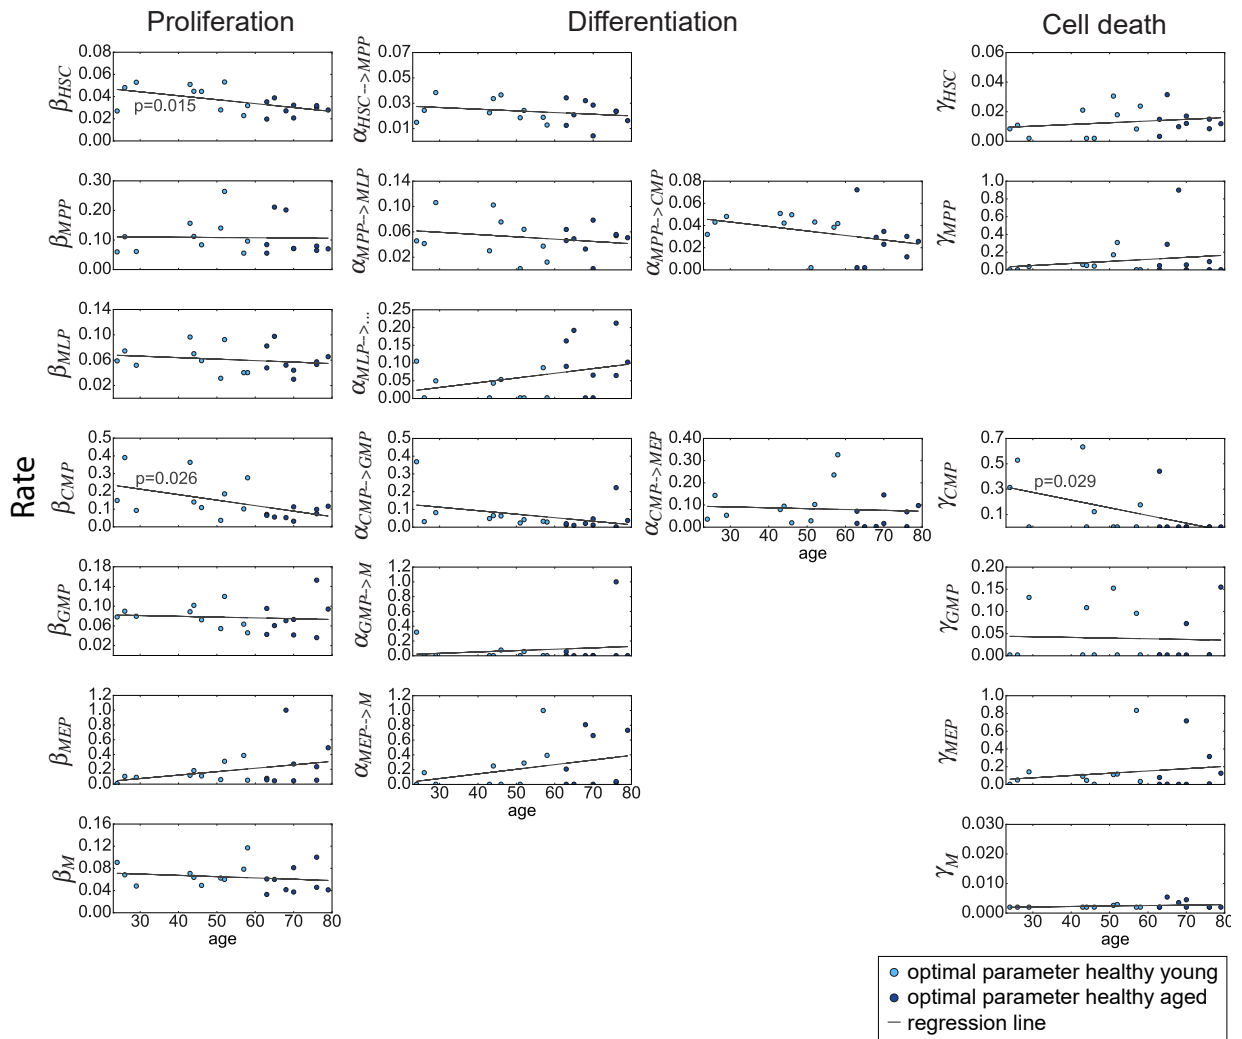 Proliferation Differentiation Cell death
Rate
β_HSC
0.08
0.06
0.04
0.02
0.00
p=0.015
α_HSC-->MPP
0.07
0.05
0.03
0.01
γ_HSC
0.06
0.04
0.02
0.00
β_MPP
0.30
0.20
0.10
0.00
α_MPP-->MLP
0.14
0.10
0.06
0.02
α_MPP-->CMP
0.08
0.06
0.04
0.02
0.00
γ_MPP
1.0
0.8
0.6
0.4
0.2
0.0
β_MLP
0.14
0.10
0.06
0.02
α_MLP->...
0.25
0.20
0.15
0.10
0.05
0.00
β_CMP
0.5
0.4
0.3
0.2
0.1
0.0
p=0.026
α_CMP->GMP
0.5
0.4
0.3
0.2
0.1
0.0
α_CMP->MEP
0.40
0.30
0.20
0.10
0.00
30 40 50 60 70 80
age
γ_CMP
0.7
0.5
0.3
0.1
p=0.029
β_GMP
0.18
0.14
0.10
0.06
0.02
α_GMP->M
1.2
1.0
0.8
0.6
0.4
0.2
0.0
γ_GMP
0.20
0.15
0.10
0.05
0.00
β_MEP
1.2
1.0
0.8
0.6
0.4
0.2
0.0
α_MEP-->M
1.2
1.0
0.8
0.6
0.4
0.2
0.0
30 40 50 60 70 80
age
γ_MEP
1.0
0.8
0.6
0.4
0.2
0.0
β_M
0.16
0.12
0.08
0.04
0.00
30 40 50 60 70 80
age
γ_M
0.030
0.020
0.010
0.000
30 40 50 60 70 80
age
optimal parameter healthy young
optimal parameter healthy aged
regression line